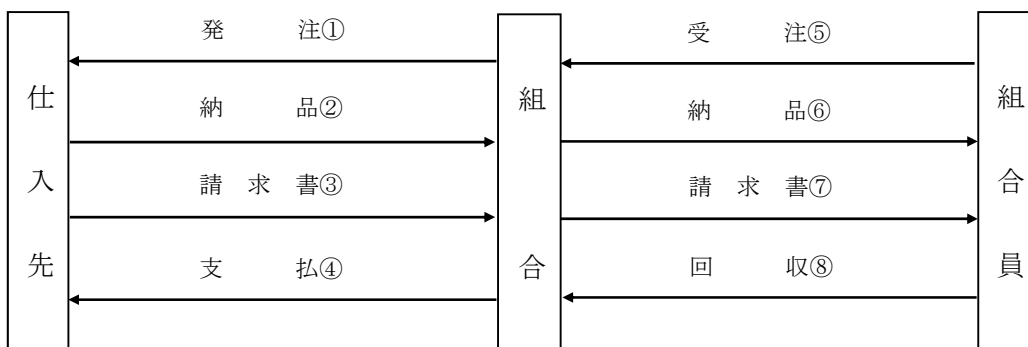 仕入先
発注①
納品②
請求書③
支払④
組合
受注⑤
納品⑥
請求書⑦
回収⑧
組合員